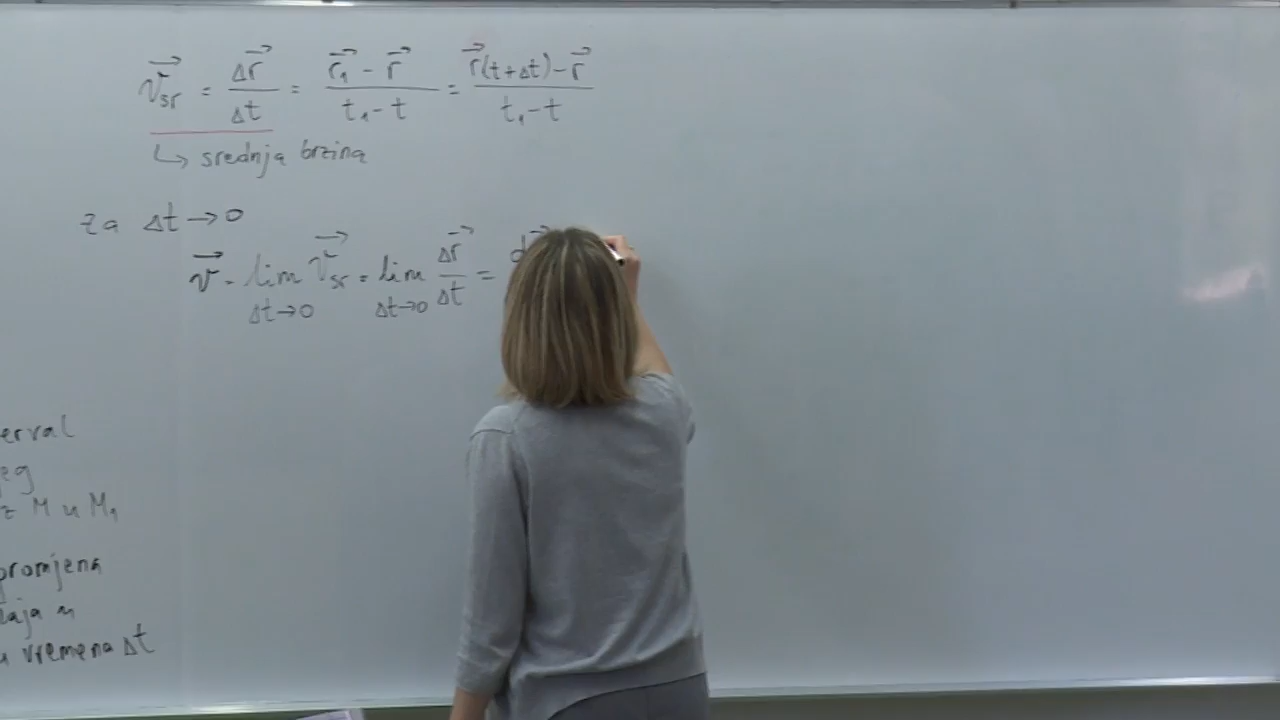 v⃗sr = Δr⃗/Δt = (r⃗₁ - r⃗)/(t₁ - t) = (r⃗(t+Δt) - r⃗)/(t₁ - t)
↳ srednja brzina
za Δt → 0
v⃗ = lim Δt→0 v⃗sr = lim Δt→0 Δr⃗/Δt = d
erval
eg
z M u M₁
promjena
laja u
u vremena Δt